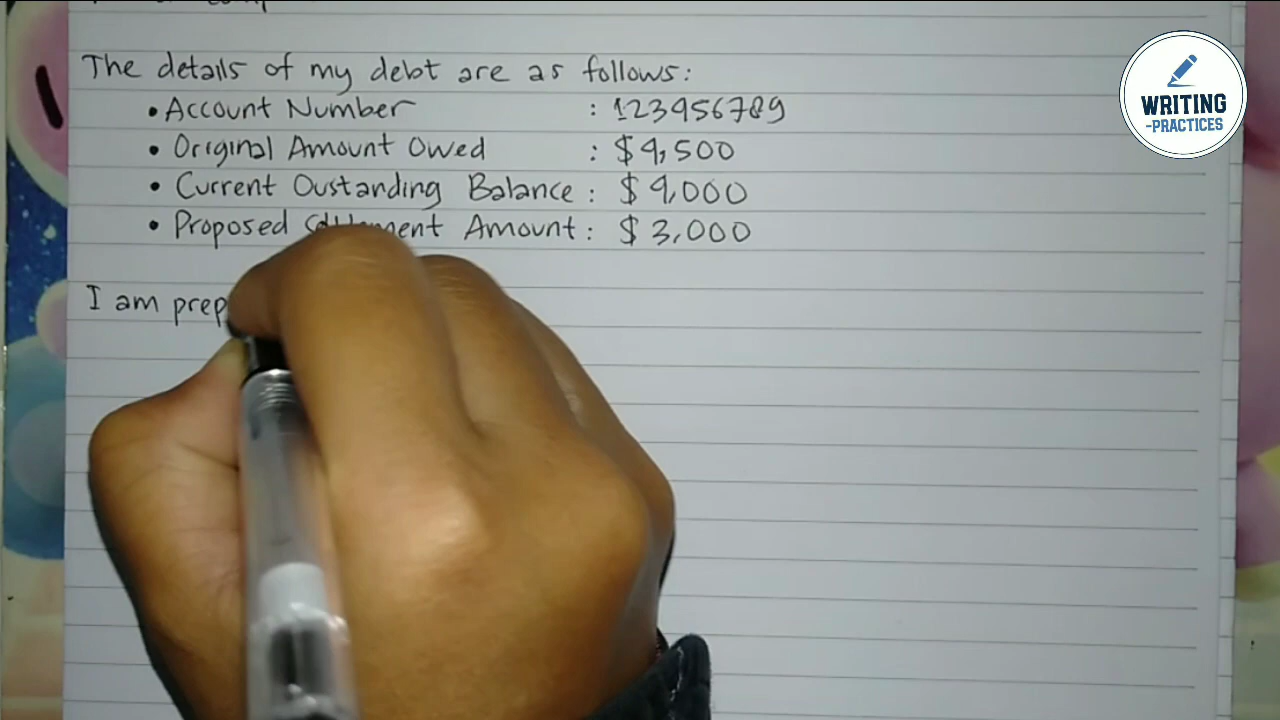 The details of my debt are as follows:
• Account Number : 123456789
• Original Amount Owed : $4,500
• Current Oustanding Balance : $4,000
• Proposed Settlement Amount : $3,000
I am prep
WRITING
-PRACTICES